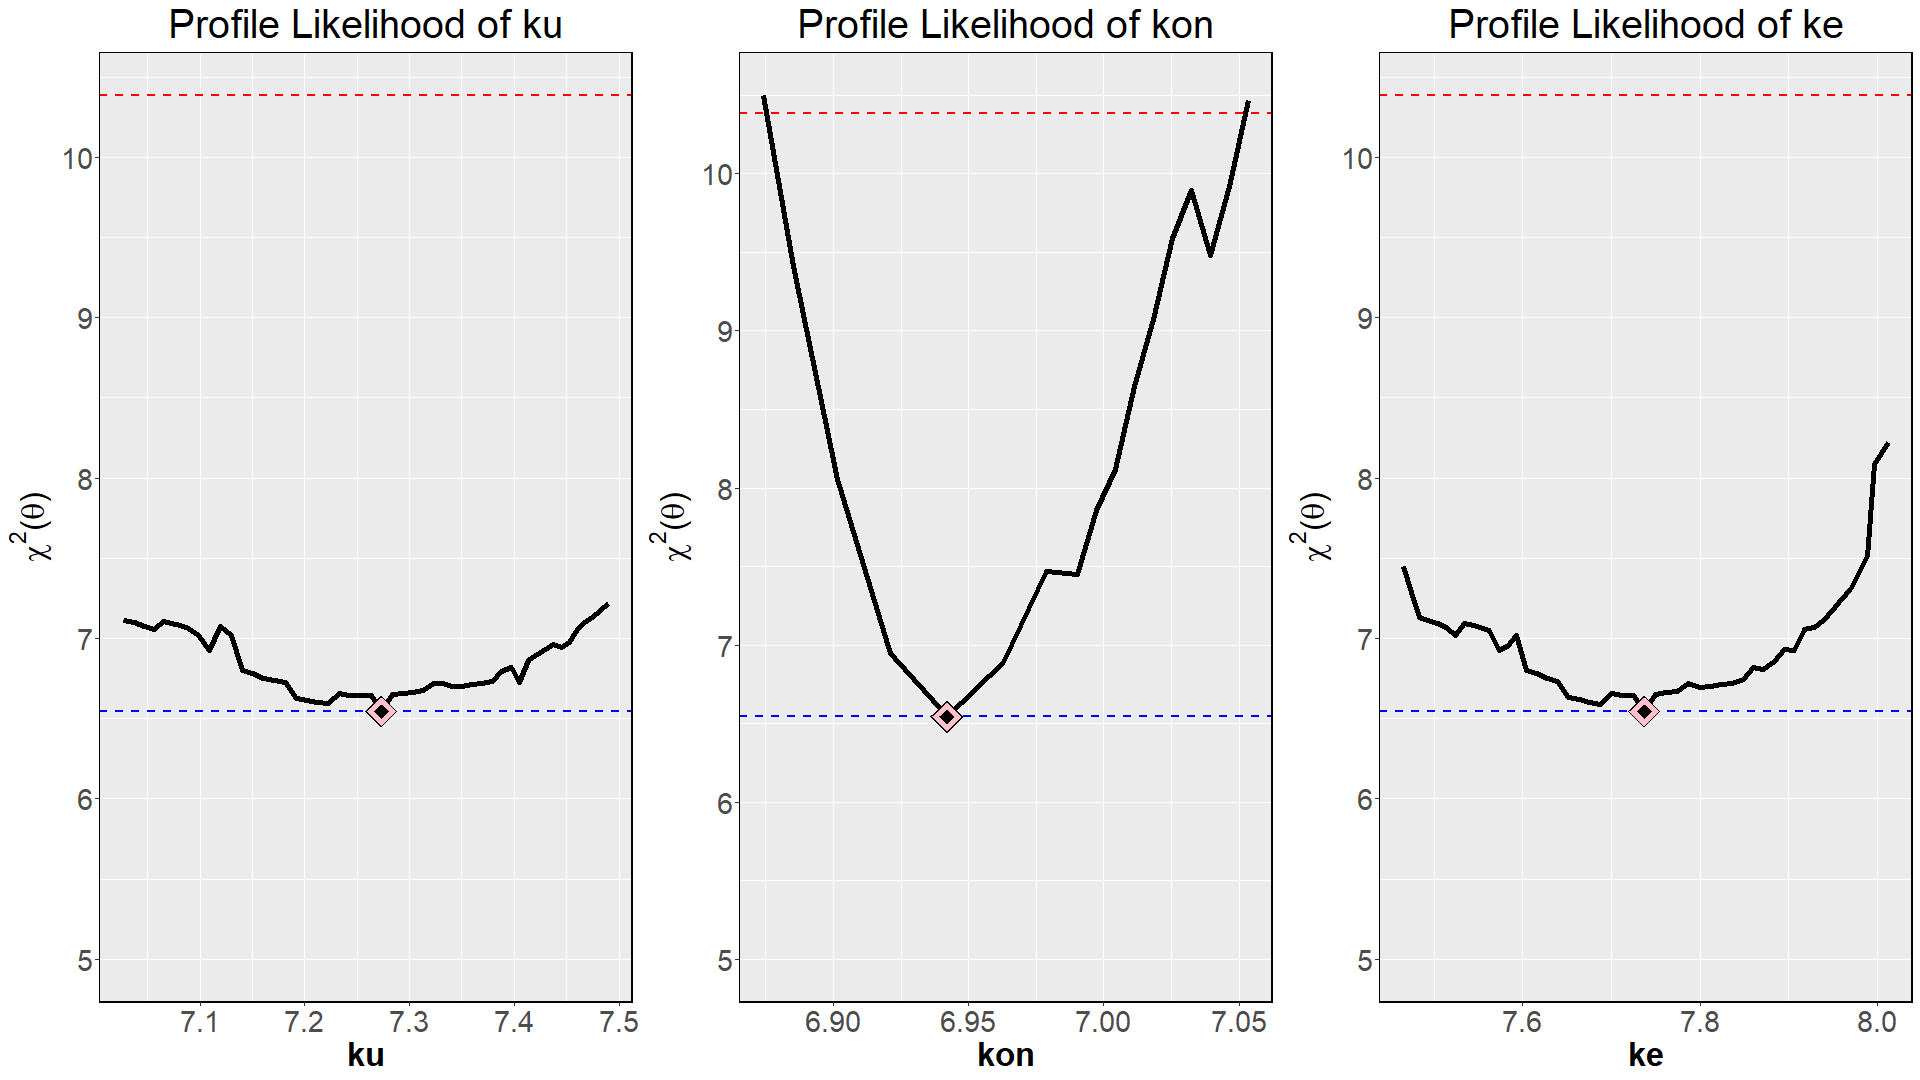 Profile Likelihood of ku
10
9
8
7
6
5
χ²(θ)
7.1 7.2 7.3 7.4 7.5
ku
Profile Likelihood of kon
10
9
8
7
6
5
χ²(θ)
6.90 6.95 7.00 7.05
kon
Profile Likelihood of ke
10
9
8
7
6
5
χ²(θ)
7.6 7.8 8.0
ke